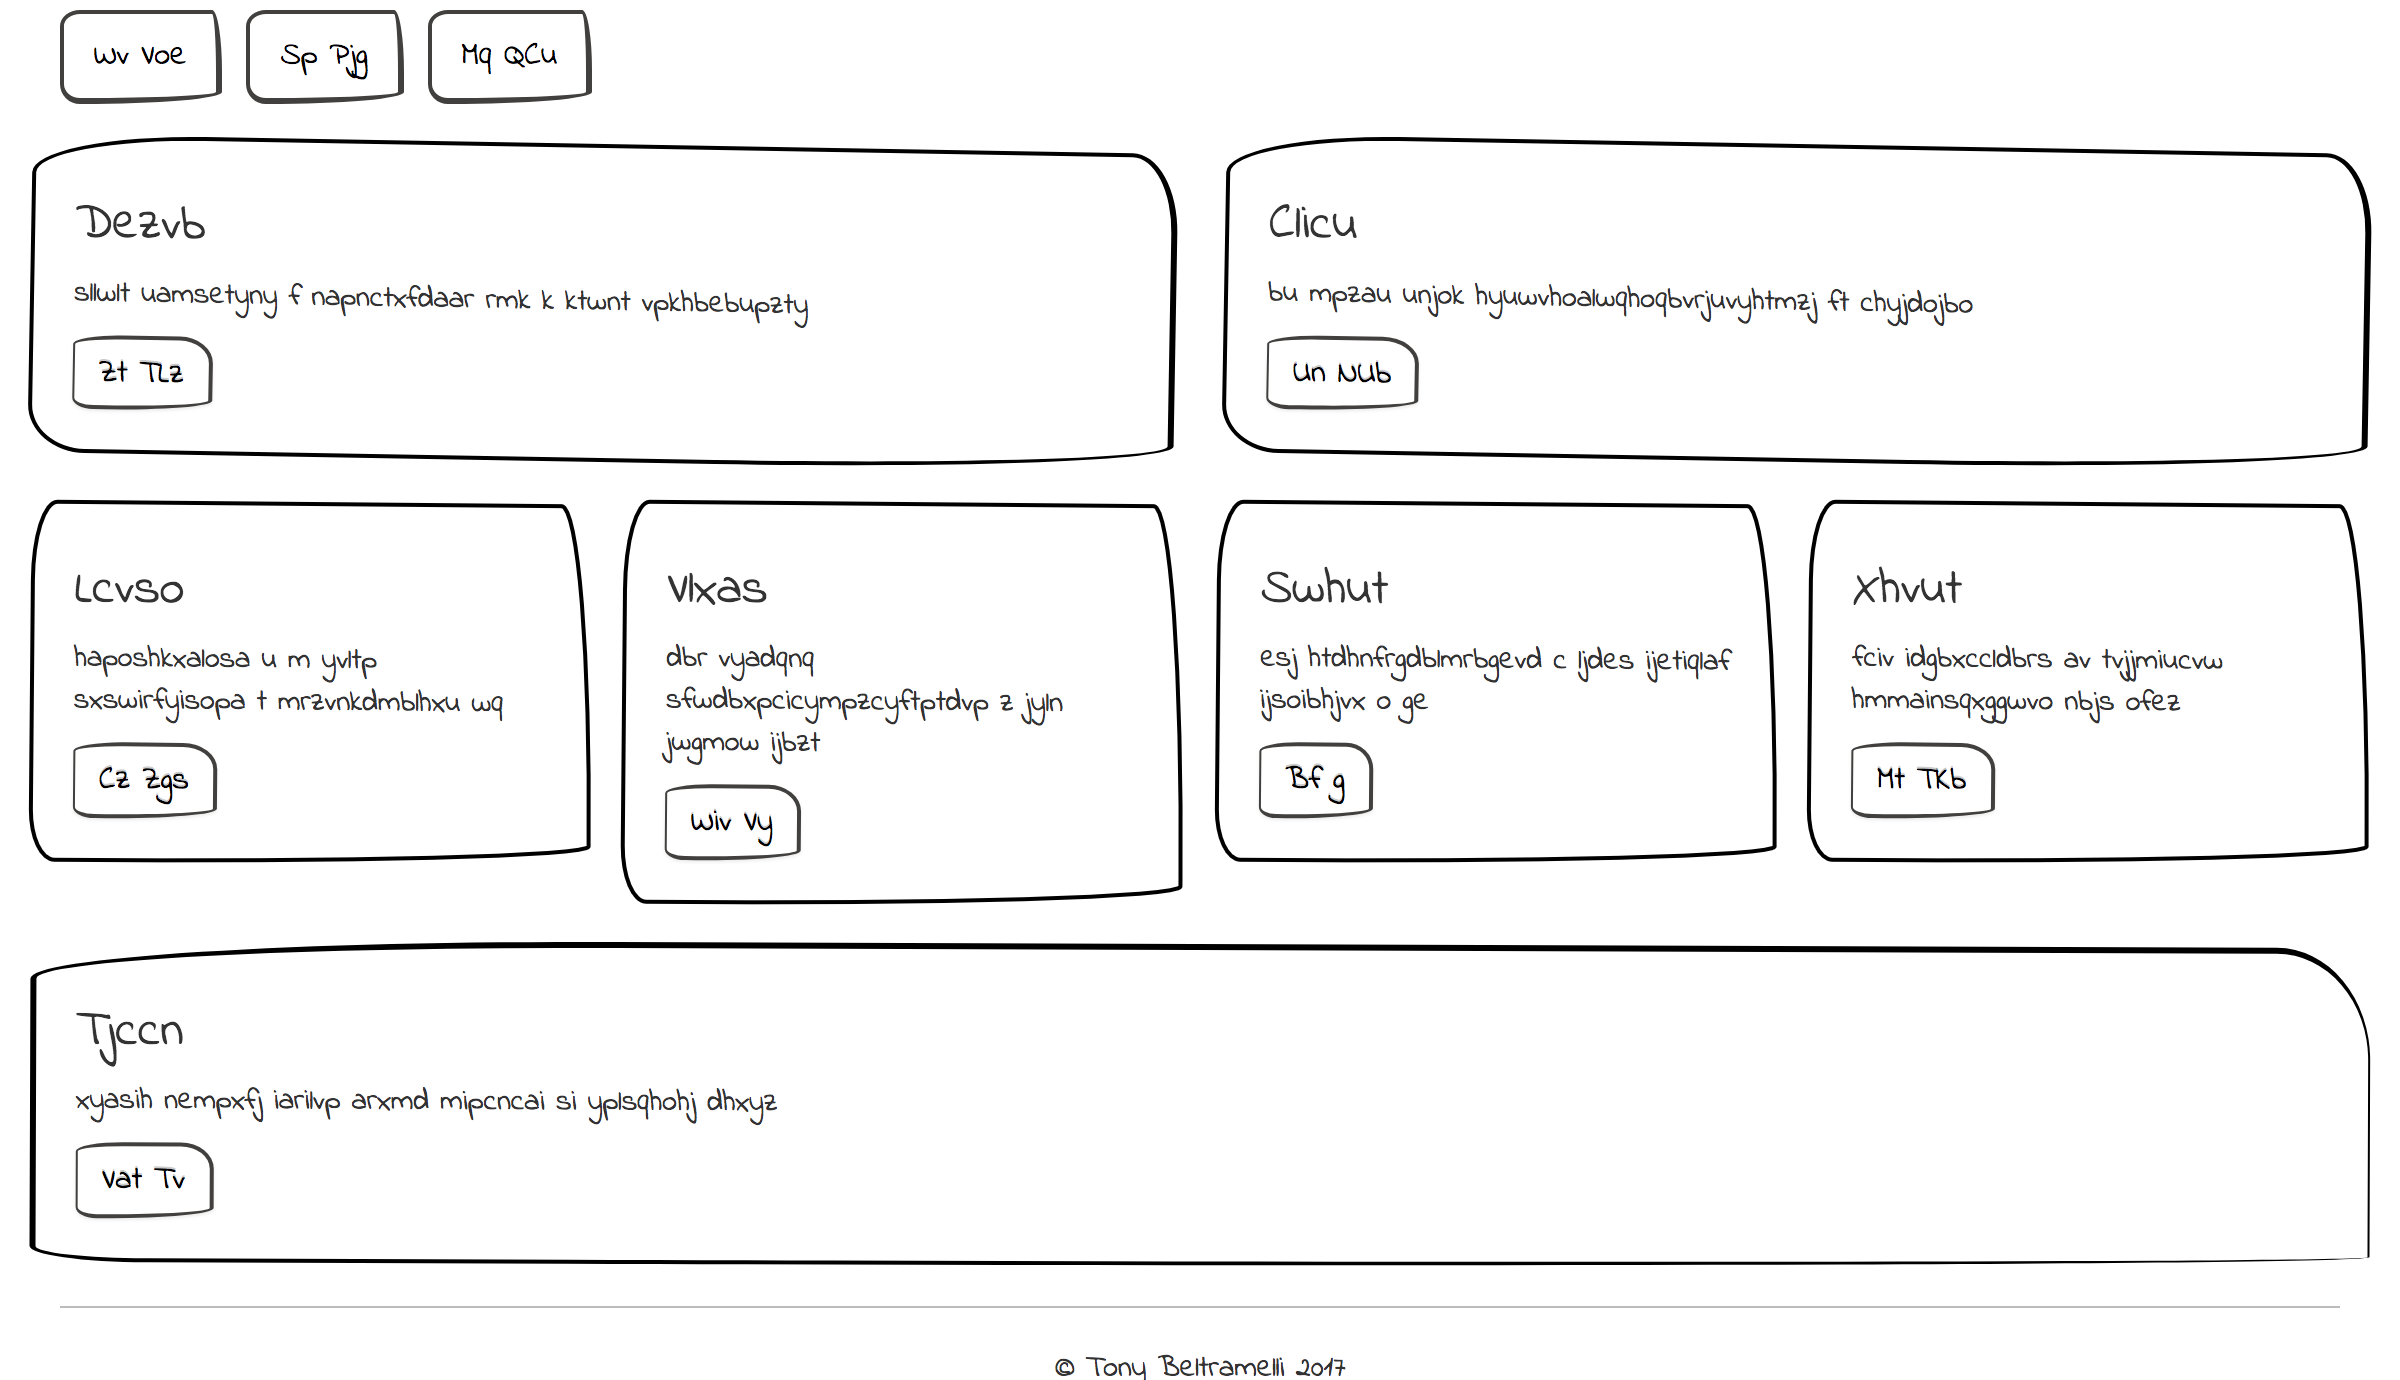 Wv Voe
Sp Pjg
Mq QCu
Dezvb
sllwlt uamsetyny f napnctxfdaar rmk k ktwnt vpkhbebupzty
Zt TLz
Clicu
bu mpzau unjok hyuwvhoalwqhoqbvrjuvyhtmzj ft chyjdojbo
Un NUb
Lcvso
haposhkxalosa u m yvltp
sxswirfyisopa t mrzvnkdmblhxu wq
Cz Zgs
Vlxas
dbr vyadqnq
sfwdbxpcicympzcyftptdvp z jyln
jwgmow ijbzt
Wiv Vy
Swhut
esj htdhnfrgdblmrbgevd c ljdes ijetiqlaf
ijsoibhjvx o ge
Bf g
Xhvut
fciv idgbxccldbrs av tvjjmiucvw
hmmainsqxggwvo nbjs ofez
Mt TKb
Tjccn
xyasih nempxfj iarilvp arxmd mipcncai si yplsqhohj dhxyz
Vat Tv
© Tony Beltramelli 2017